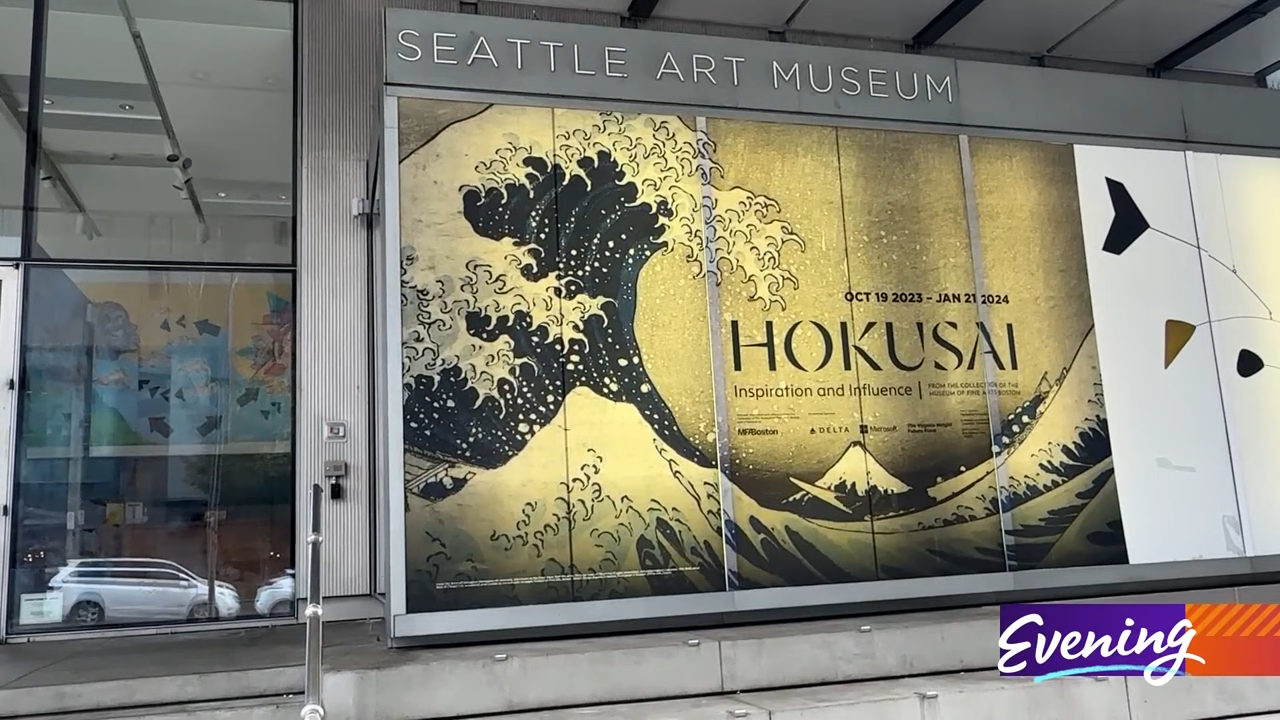 SEATTLE ART MUSEUM
OCT 19 2023 – JAN 21 2024
HOKUSAI
Inspiration and Influence | FROM THE COLLECTION OF THE
MUSEUM OF FINE ARTS BOSTON
MFABoston
DELTA
Microsoft
Evening